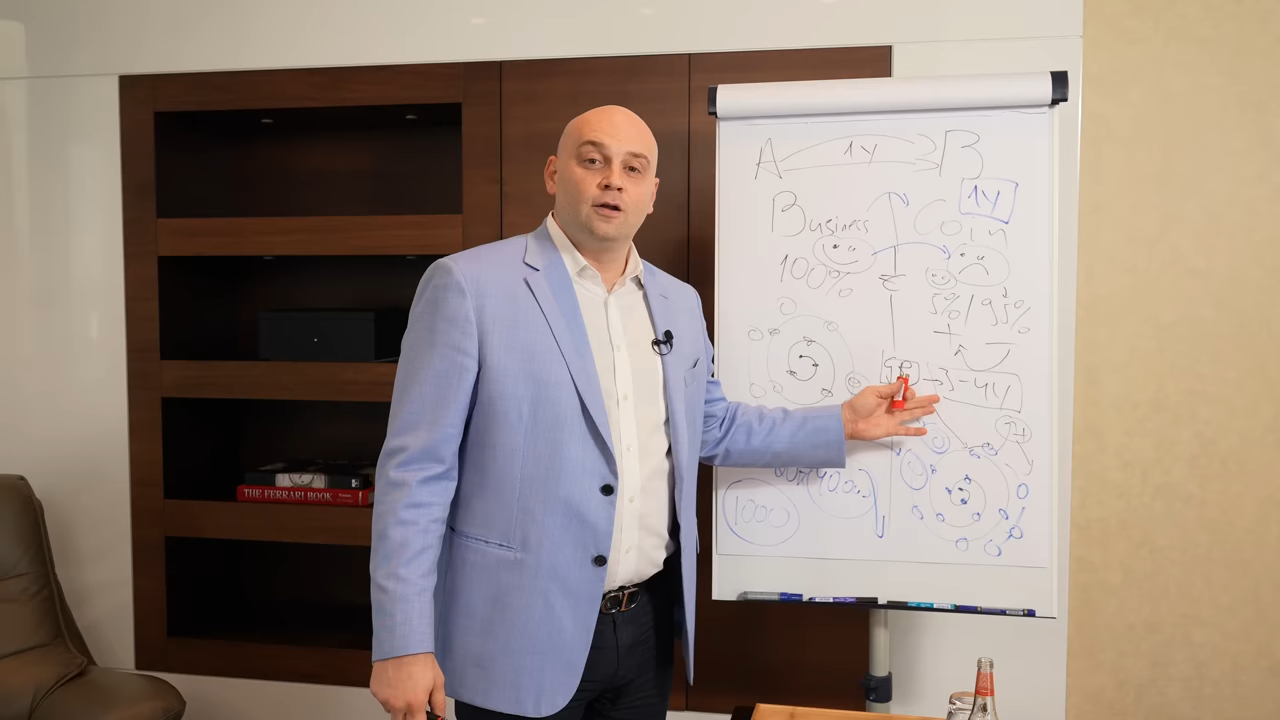 A 1Y B
1Y
Business Coin
100%
5% / 95%
+ -
- 3-4Y
1000
THE FERRARI BOOK